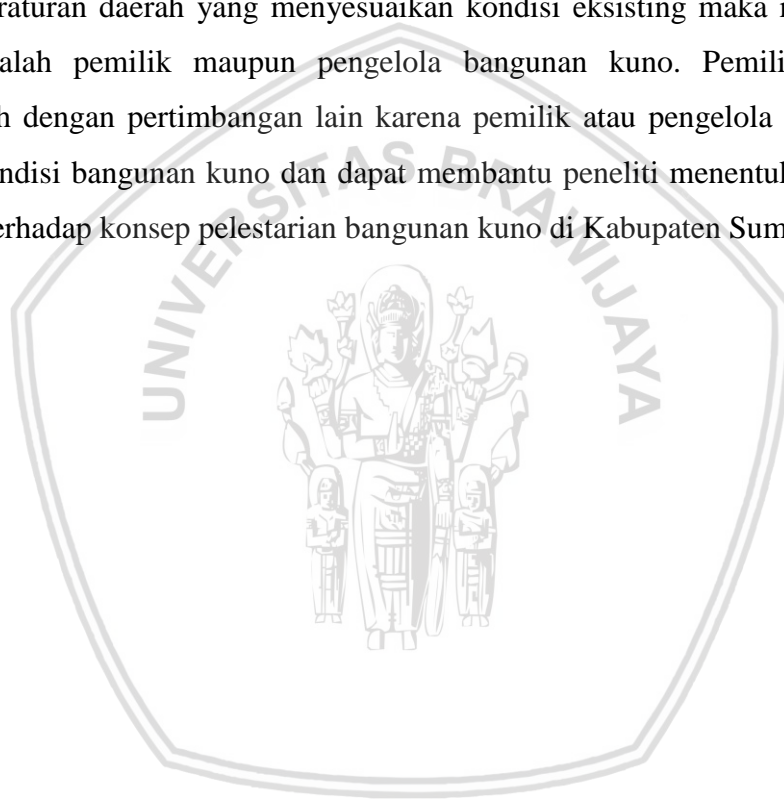 raturan daerah yang menyesuaikan kondisi eksisting maka
alah pemilik maupun pengelola bangunan kuno. Pemili
h dengan pertimbangan lain karena pemilik atau pengelola
ndisi bangunan kuno dan dapat membantu peneliti menentu
erhadap konsep pelestarian bangunan kuno di Kabupaten Sum
UNIVERSITAS BRAWIJAYA